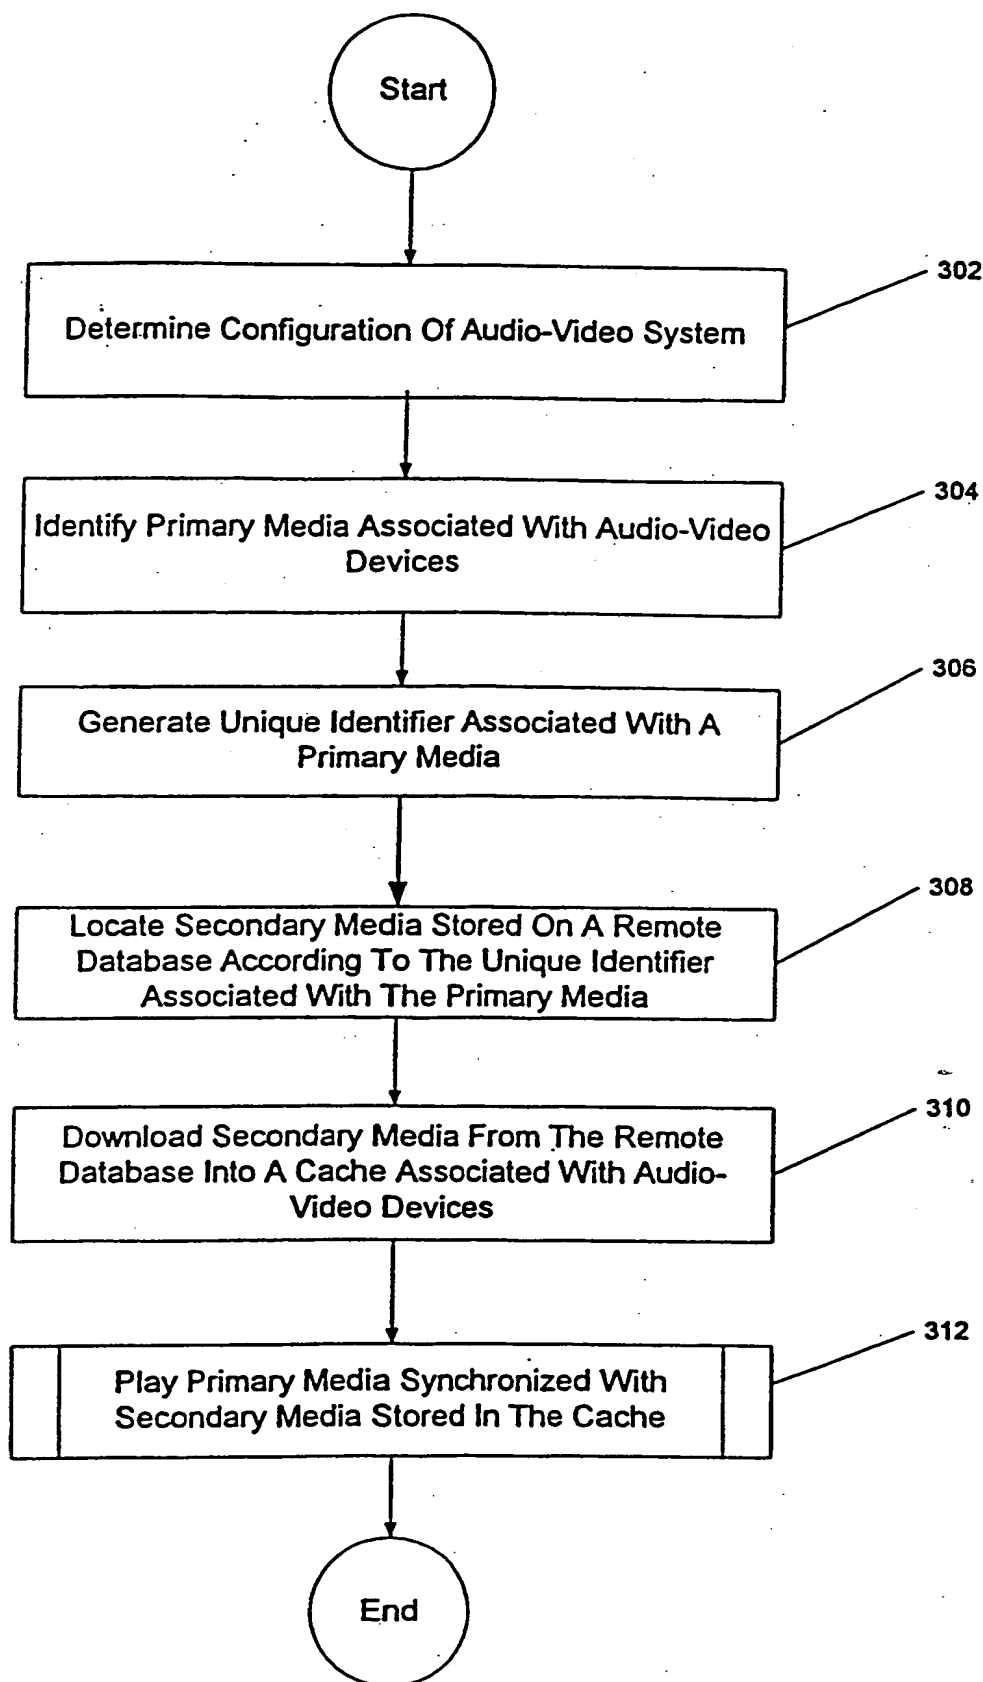 Start
302
Determine Configuration Of Audio-Video System
304
Identify Primary Media Associated With Audio-Video
Devices
306
Generate Unique Identifier Associated With A
Primary Media
308
Locate Secondary Media Stored On A Remote
Database According To The Unique Identifier
Associated With The Primary Media
310
Download Secondary Media From The Remote
Database Into A Cache Associated With Audio-
Video Devices
312
Play Primary Media Synchronized With
Secondary Media Stored In The Cache
End